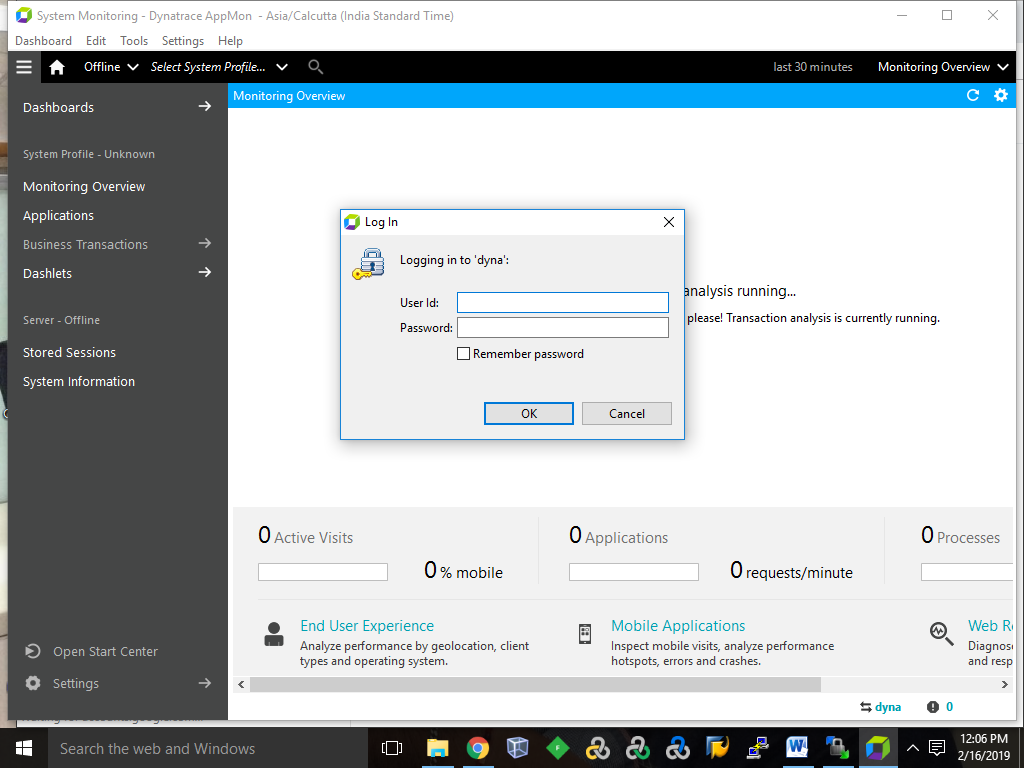 System Monitoring - Dynatrace AppMon - Asia/Calcutta (India Standard Time)
Dashboard Edit Tools Settings Help
Offline Select System Profile... last 30 minutes Monitoring Overview
Dashboards
Monitoring Overview
System Profile - Unknown
Monitoring Overview
Applications
Business Transactions
Dashlets
Server - Offline
Stored Sessions
System Information
Open Start Center
Settings
Log In
Logging in to 'dyna':
User Id:
Password:
Remember password
OK Cancel
analysis running...
please! Transaction analysis is currently running.
0 Active Visits
0 % mobile
0 Applications
0 requests/minute
0 Processes
End User Experience
Analyze performance by geolocation, client
types and operating system.
Mobile Applications
Inspect mobile visits, analyze performance
hotspots, errors and crashes.
Web
and
dyna 0
Search the web and Windows
12:06 PM
2/16/2019